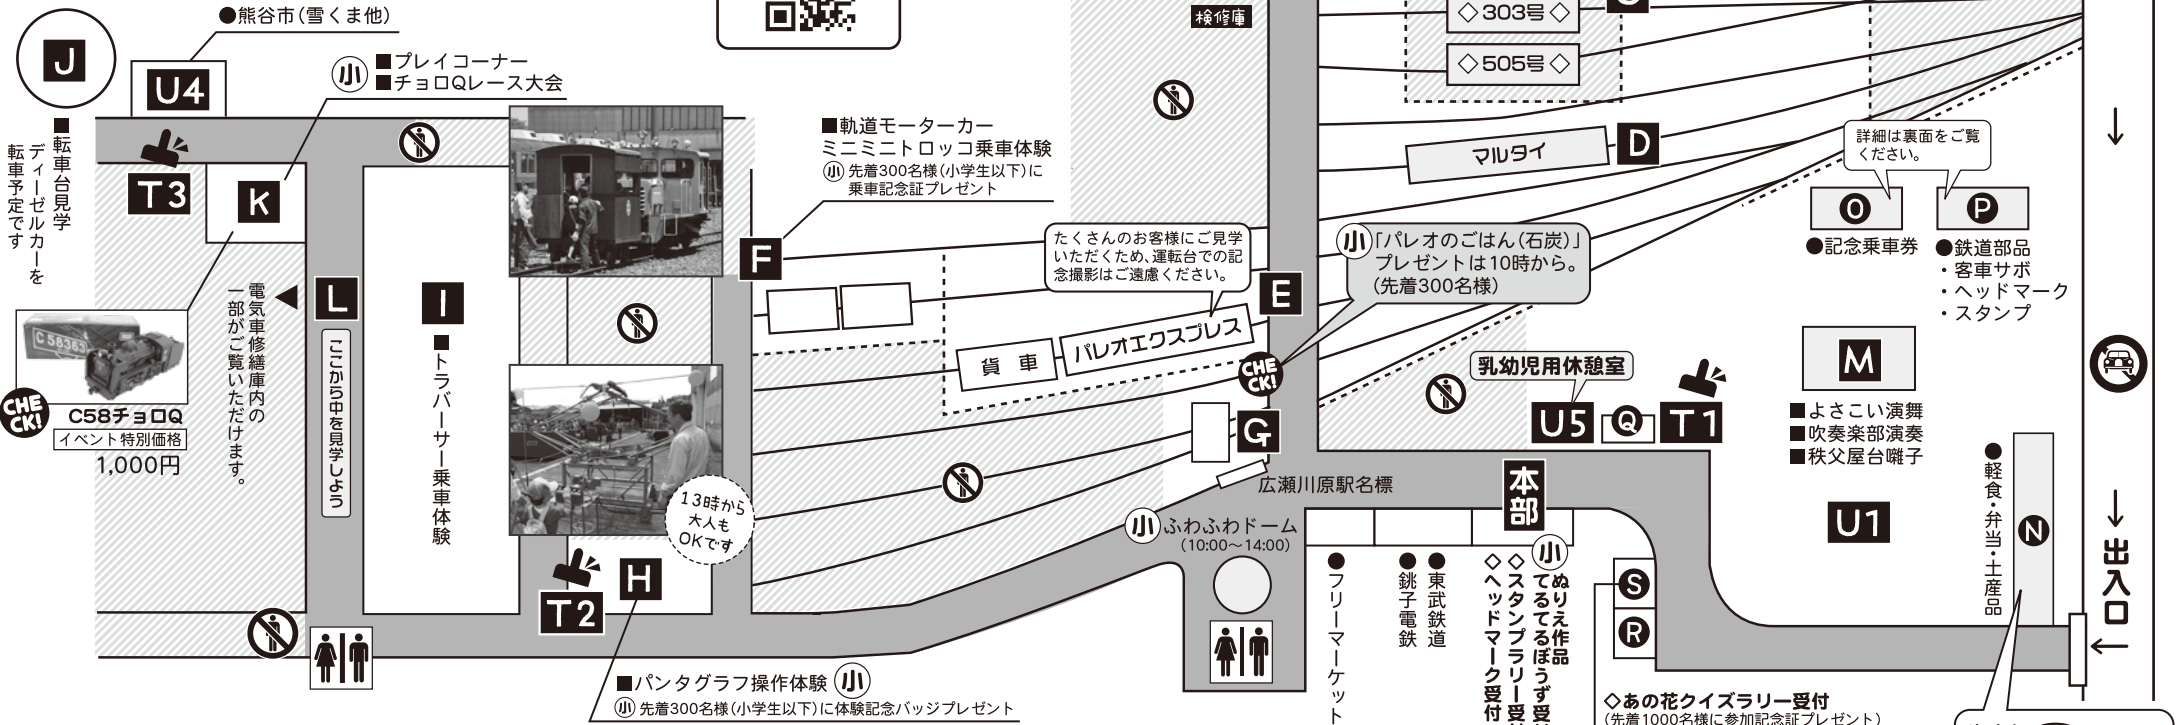 ●熊谷市(雪くま他)
J
U4
小
■プレイコーナー
■チョロQレース大会
■転車台見学
ディーゼルカーを
転車予定です
T3
K
C58363
CHE
CK!
C58チョロQ
イベント特別価格
1,000円
電気車修繕庫内の
一部がご覧いただけます。
L
ここから中を見学しよう
I
■トラバーサー乗車体験
13時から
大人も
OKです
T2
H
■パンタグラフ操作体験 小
小 先着300名様(小学生以下)に体験記念バッジプレゼント
■軌道モーターカー
ミニミニトロッコ乗車体験
小 先着300名様(小学生以下)に
乗車記念証プレゼント
F
検修庫
たくさんのお客様にご見学
いただくため、運転台での記
念撮影はご遠慮ください。
E
貨車
パレオエクスプレス
CHE
CK!
G
広瀬川原駅名標
小 ふわふわドーム
(10:00〜14:00)
◇303号◇
◇505号◇
マルタイ
D
小 「パレオのごはん(石炭)」
プレゼントは10時から。
(先着300名様)
乳幼児用休憩室
U5
Q
T1
本部
●フリーマーケット
●銚子電鉄
●東武鉄道
小
ぬりえ作品
てるてるぼうず受
◇スタンプラリー受
◇ヘッドマーク受付
S
R
◇あの花クイズラリー受付
(先着1000名様に参加記念証プレゼント)
詳細は裏面をご覧
ください。
O
●記念乗車券
P
●鉄道部品
・客車サボ
・ヘッドマーク
・スタンプ
M
■よさこい演舞
■吹奏楽部演奏
■秩父屋台囃子
U1
●軽食・弁当・土産品
N
出入口